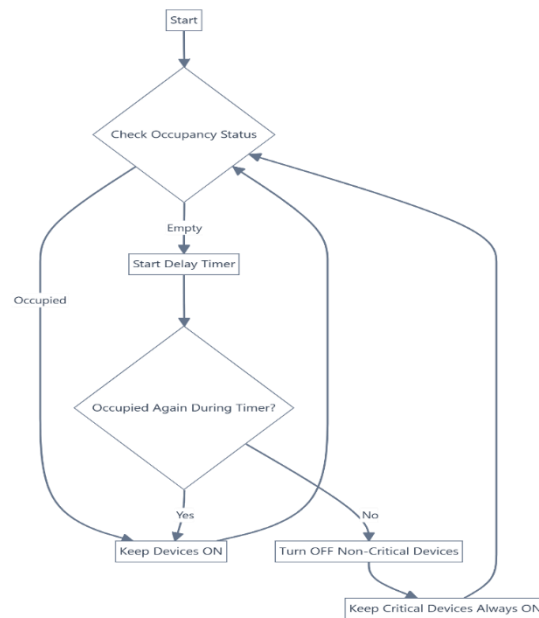 Start
Check Occupancy Status
Empty
Start Delay Timer
Occupied
Occupied Again During Timer?
Yes
No
Keep Devices ON
Turn OFF Non-Critical Devices
Keep Critical Devices Always ON